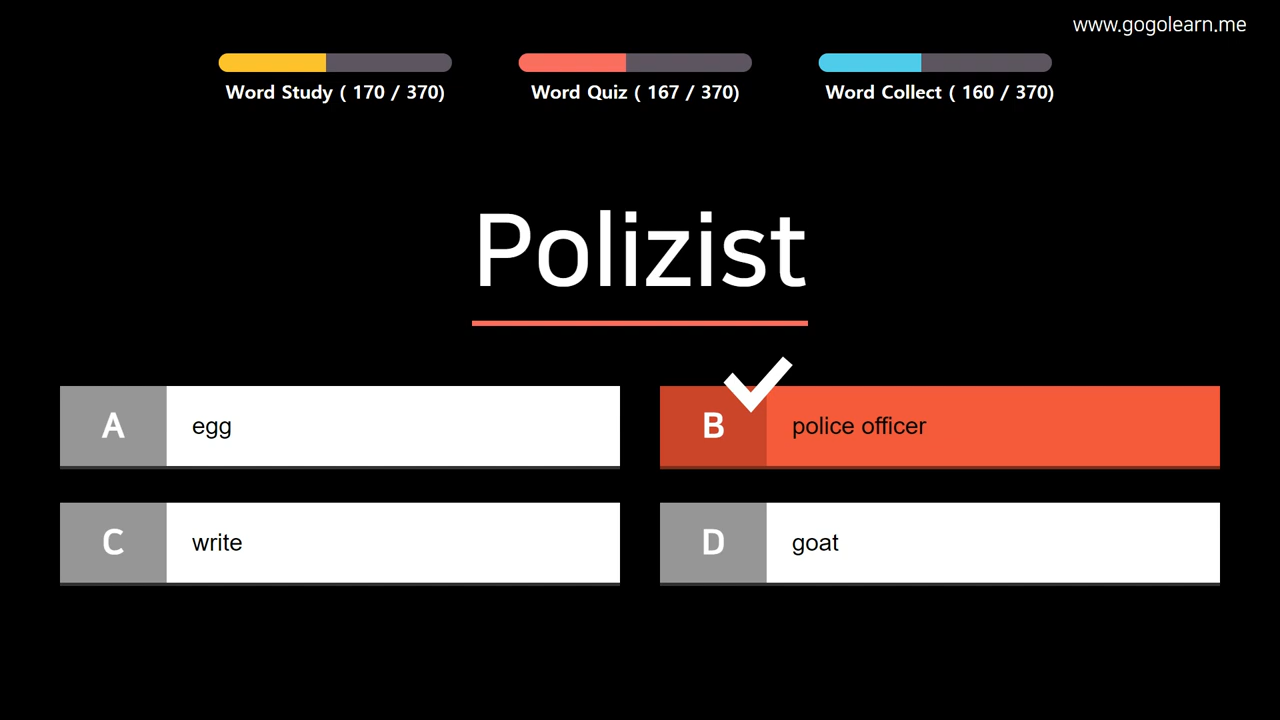 www.gogolearn.me
Word Study ( 170 / 370)
Word Quiz ( 167 / 370)
Word Collect ( 160 / 370)
Polizist
A egg
B police officer
C write
D goat